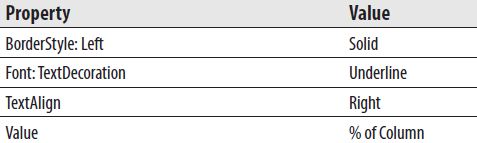 Property Value
BorderStyle: Left Solid
Font: TextDecoration Underline
TextAlign Right
Value % of Column